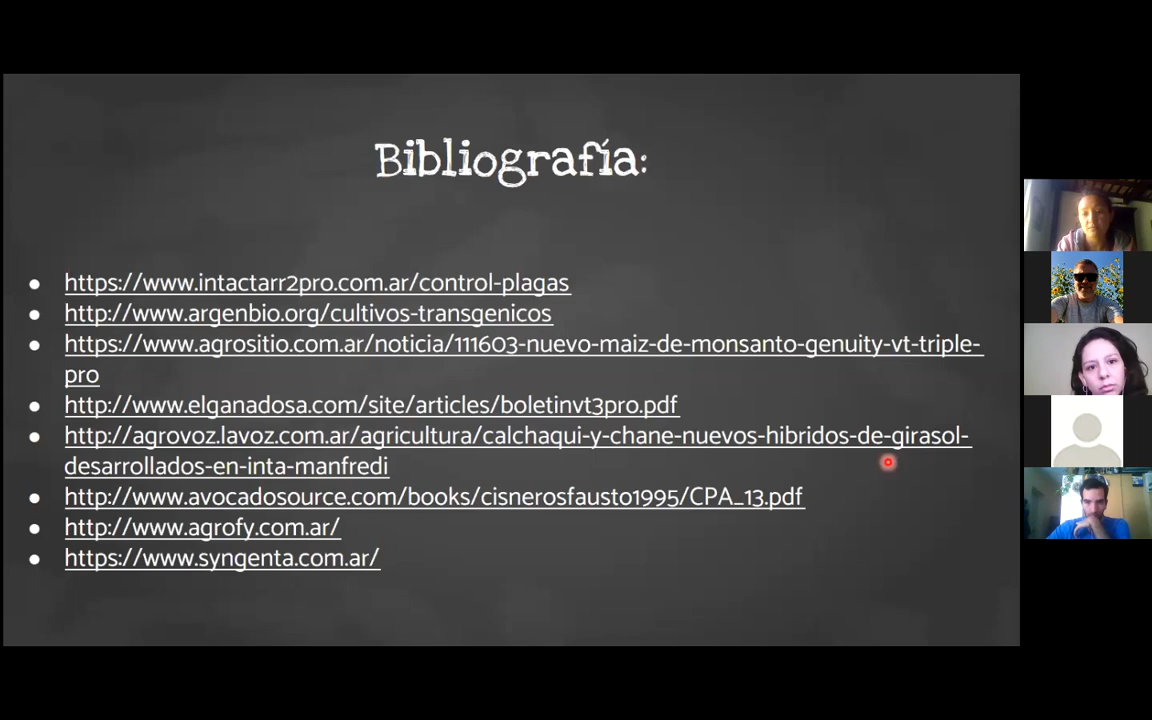 Bibliografía:
● https://www.intactarr2pro.com.ar/control-plagas
● http://www.argenbio.org/cultivos-transgenicos
● https://www.agrositio.com.ar/noticia/111603-nuevo-maiz-de-monsanto-genuity-vt-triple-
pro
● http://www.elganadosa.com/site/articles/boletinvt3pro.pdf
● http://agrovoz.lavoz.com.ar/agricultura/calchaqui-y-chane-nuevos-hibridos-de-girasol-
desarrollados-en-inta-manfredi
● http://www.avocadosource.com/books/cisnerosfausto1995/CPA_13.pdf
● http://www.agrofy.com.ar/
● https://www.syngenta.com.ar/